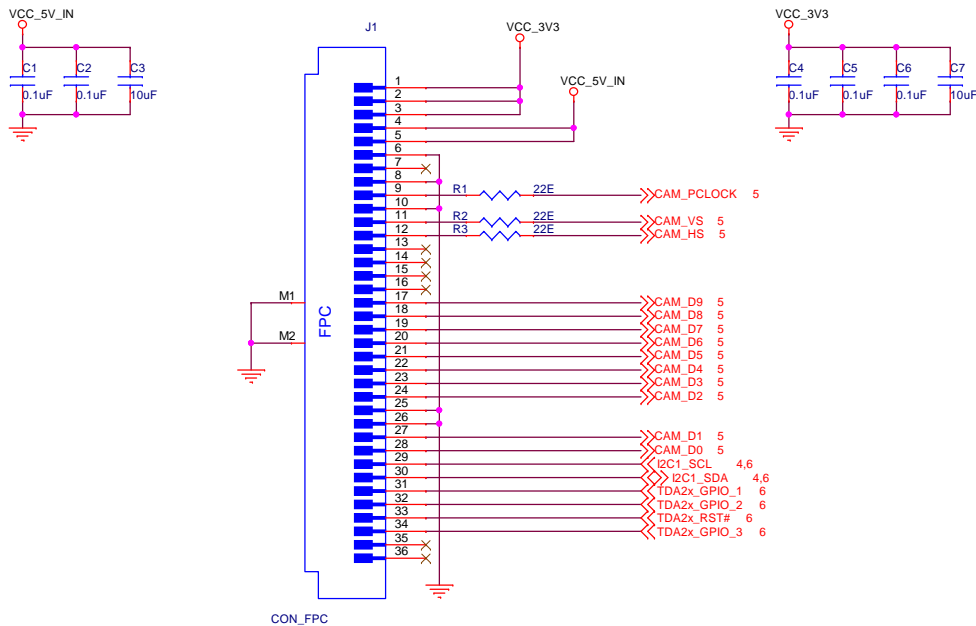 VCC_5V_IN
C1
0.1uF
C2
0.1uF
C3
10uF
J1
VCC_3V3
VCC_5V_IN
VCC_3V3
C4
0.1uF
C5
0.1uF
C6
0.1uF
C7
10uF
1
2
3
4
5
6
7
8
9 R1 22E CAM_PCLOCK 5
10
11 R2 22E CAM_VS 5
12 R3 22E CAM_HS 5
13
14
15
16
M1
M2
FPC
17 CAM_D9 5
18 CAM_D8 5
19 CAM_D7 5
20 CAM_D6 5
21 CAM_D5 5
22 CAM_D4 5
23 CAM_D3 5
24 CAM_D2 5
25
26
27 CAM_D1 5
28 CAM_D0 5
29 I2C1_SCL 4,6
30 I2C1_SDA 4,6
31 TDA2x_GPIO_1 6
32 TDA2x_GPIO_2 6
33 TDA2x_RST# 6
34 TDA2x_GPIO_3 6
35
36
CON_FPC